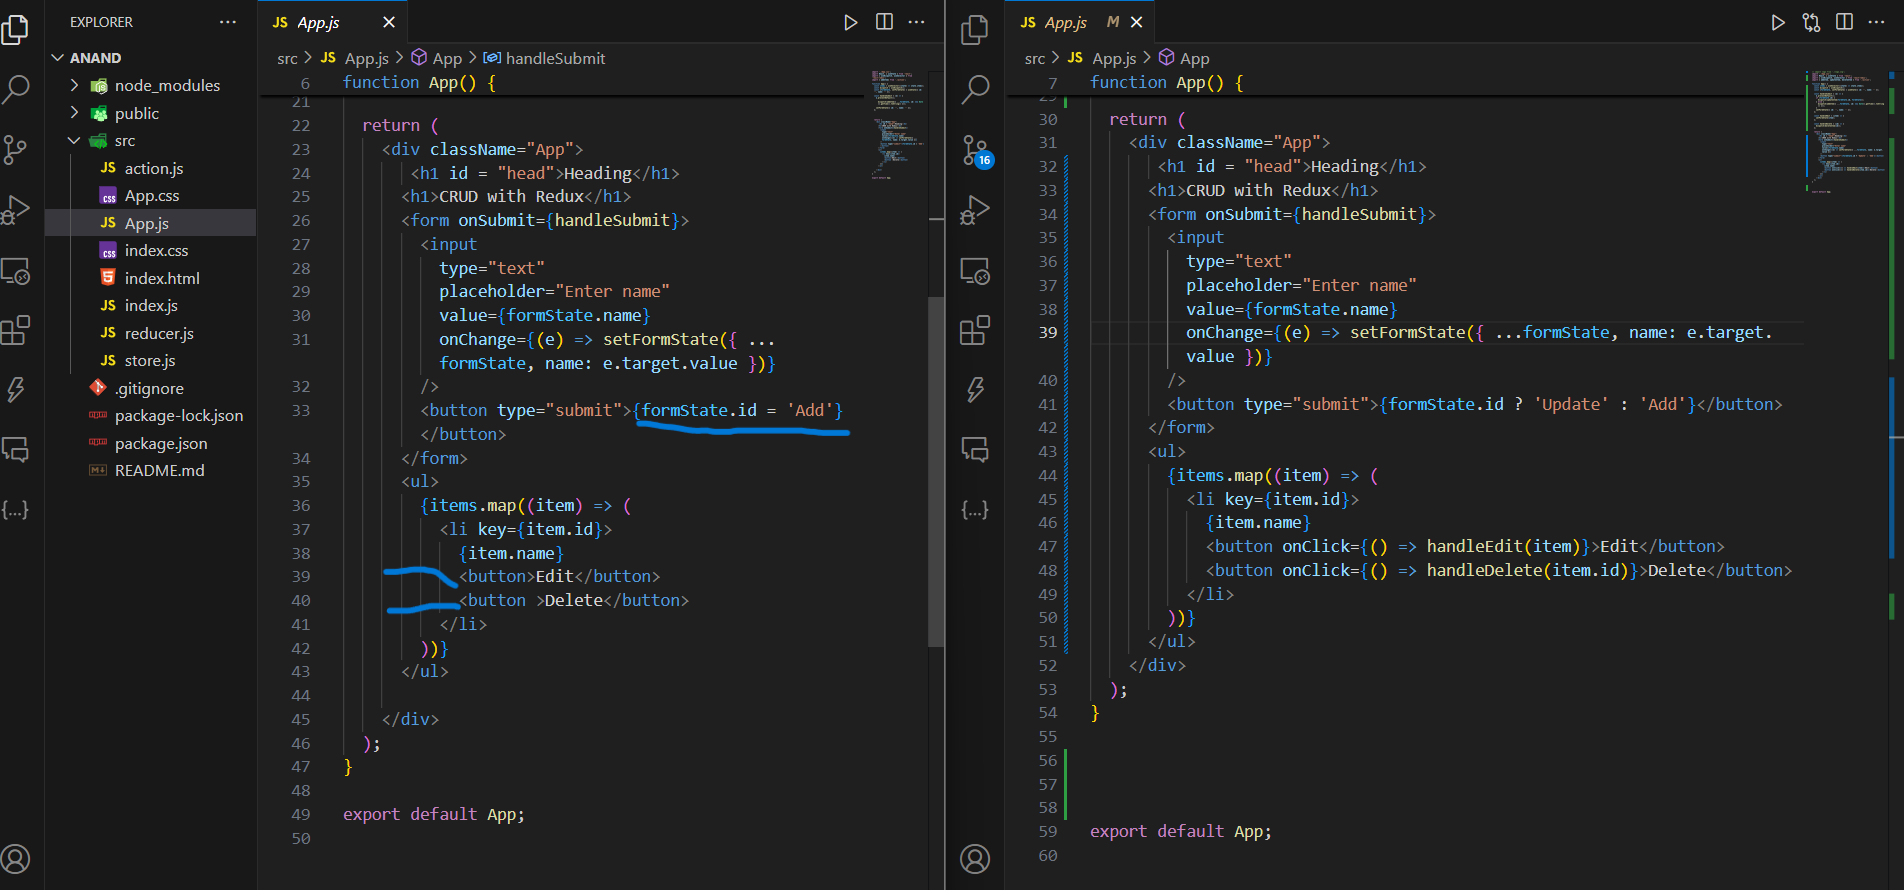 EXPLORER
ANAND
node_modules
public
src
JS action.js
css App.css
JS App.js
css index.css
index.html
JS index.js
JS reducer.js
JS store.js
.gitignore
package-lock.json
package.json
README.md
JS App.js
src > JS App.js > App > handleSubmit
6 function App() {
21
22 return (
23 <div className="App">
24 <h1 id = "head">Heading</h1>
25 <h1>CRUD with Redux</h1>
26 <form onSubmit={handleSubmit}>
27 <input
28 type="text"
29 placeholder="Enter name"
30 value={formState.name}
31 onChange={(e) => setFormState({ ...
formState, name: e.target.value })}
32 />
33 <button type="submit">{formState.id = 'Add'}
</button>
34 </form>
35 <ul>
36 {items.map((item) => (
37 <li key={item.id}>
38 {item.name}
39 <button>Edit</button>
40 <button >Delete</button>
41 </li>
42 ))}
43 </ul>
44
45 </div>
46 );
47 }
48
49 export default App;
50
16
JS App.js M
src > JS App.js > App
7 function App() {
29
30 return (
31 <div className="App">
32 <h1 id = "head">Heading</h1>
33 <h1>CRUD with Redux</h1>
34 <form onSubmit={handleSubmit}>
35 <input
36 type="text"
37 placeholder="Enter name"
38 value={formState.name}
39 onChange={(e) => setFormState({ ...formState, name: e.target.
value })}
40 />
41 <button type="submit">{formState.id ? 'Update' : 'Add'}</button>
42 </form>
43 <ul>
44 {items.map((item) => (
45 <li key={item.id}>
46 {item.name}
47 <button onClick={() => handleEdit(item)}>Edit</button>
48 <button onClick={() => handleDelete(item.id)}>Delete</button>
49 </li>
50 ))}
51 </ul>
52 </div>
53 );
54 }
55
56
57
58
59 export default App;
60